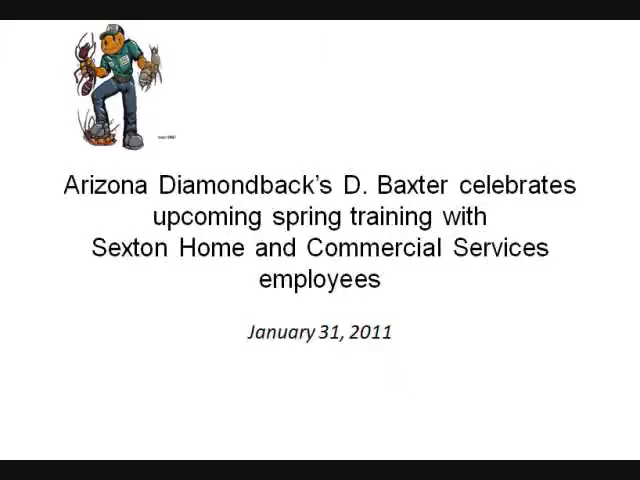 Arizona Diamondback's D. Baxter celebrates
upcoming spring training with
Sexton Home and Commercial Services
employees
January 31, 2011